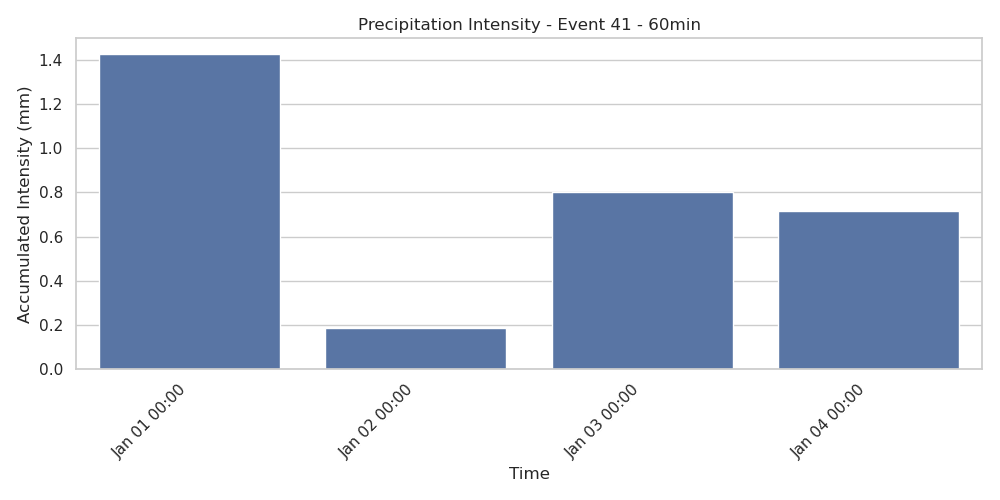 Precipitation Intensity - Event 41 - 60min
Accumulated Intensity (mm)
1.4
1.2
1.0
0.8
0.6
0.4
0.2
0.0
Jan 01 00:00
Jan 02 00:00
Jan 03 00:00
Jan 04 00:00
Time